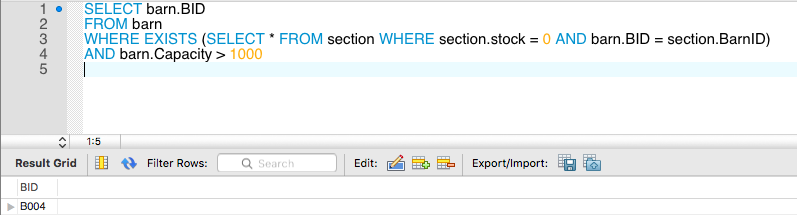 1 SELECT barn.BID
2 FROM barn
3 WHERE EXISTS (SELECT * FROM section WHERE section.stock = 0 AND barn.BID = section.BarnID)
4 AND barn.Capacity > 1000
5
1:5
Result Grid Filter Rows: Search Edit: Export/Import:
BID
B004